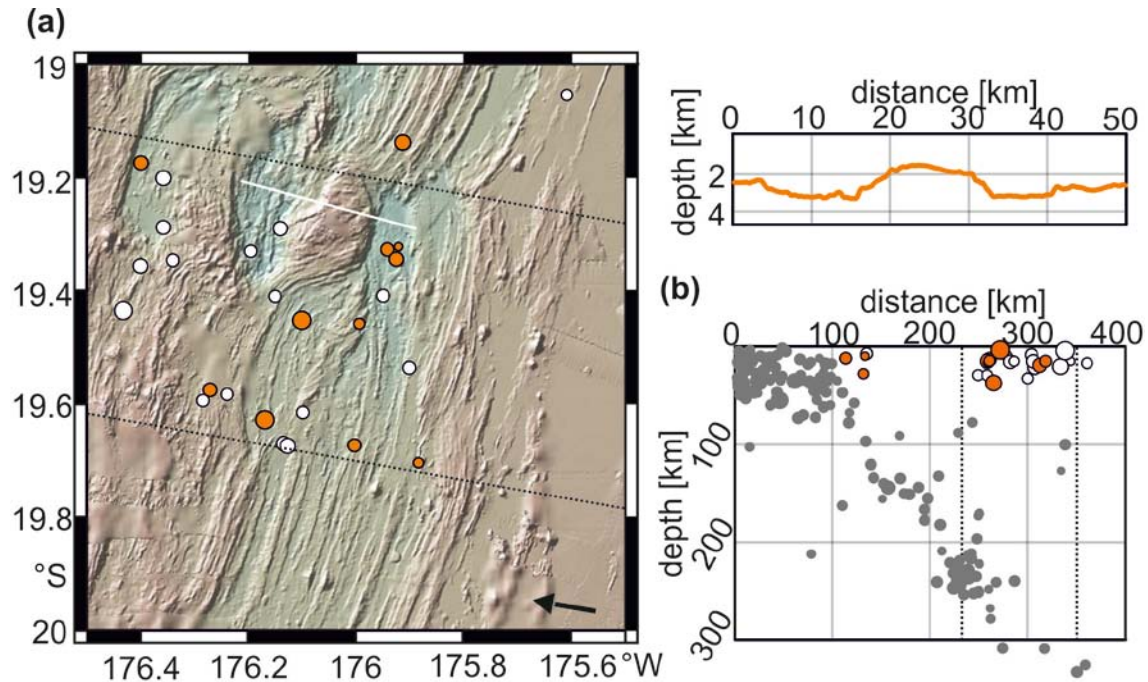 (a)
19
19.2
19.4
19.6
19.8
°S
20
176.4 176.2 176 175.8 175.6 °W
distance [km]
0 10 20 30 40 50
depth [km]
2
4
(b)
distance [km]
0 100 200 300 400
depth [km]
100
200
300